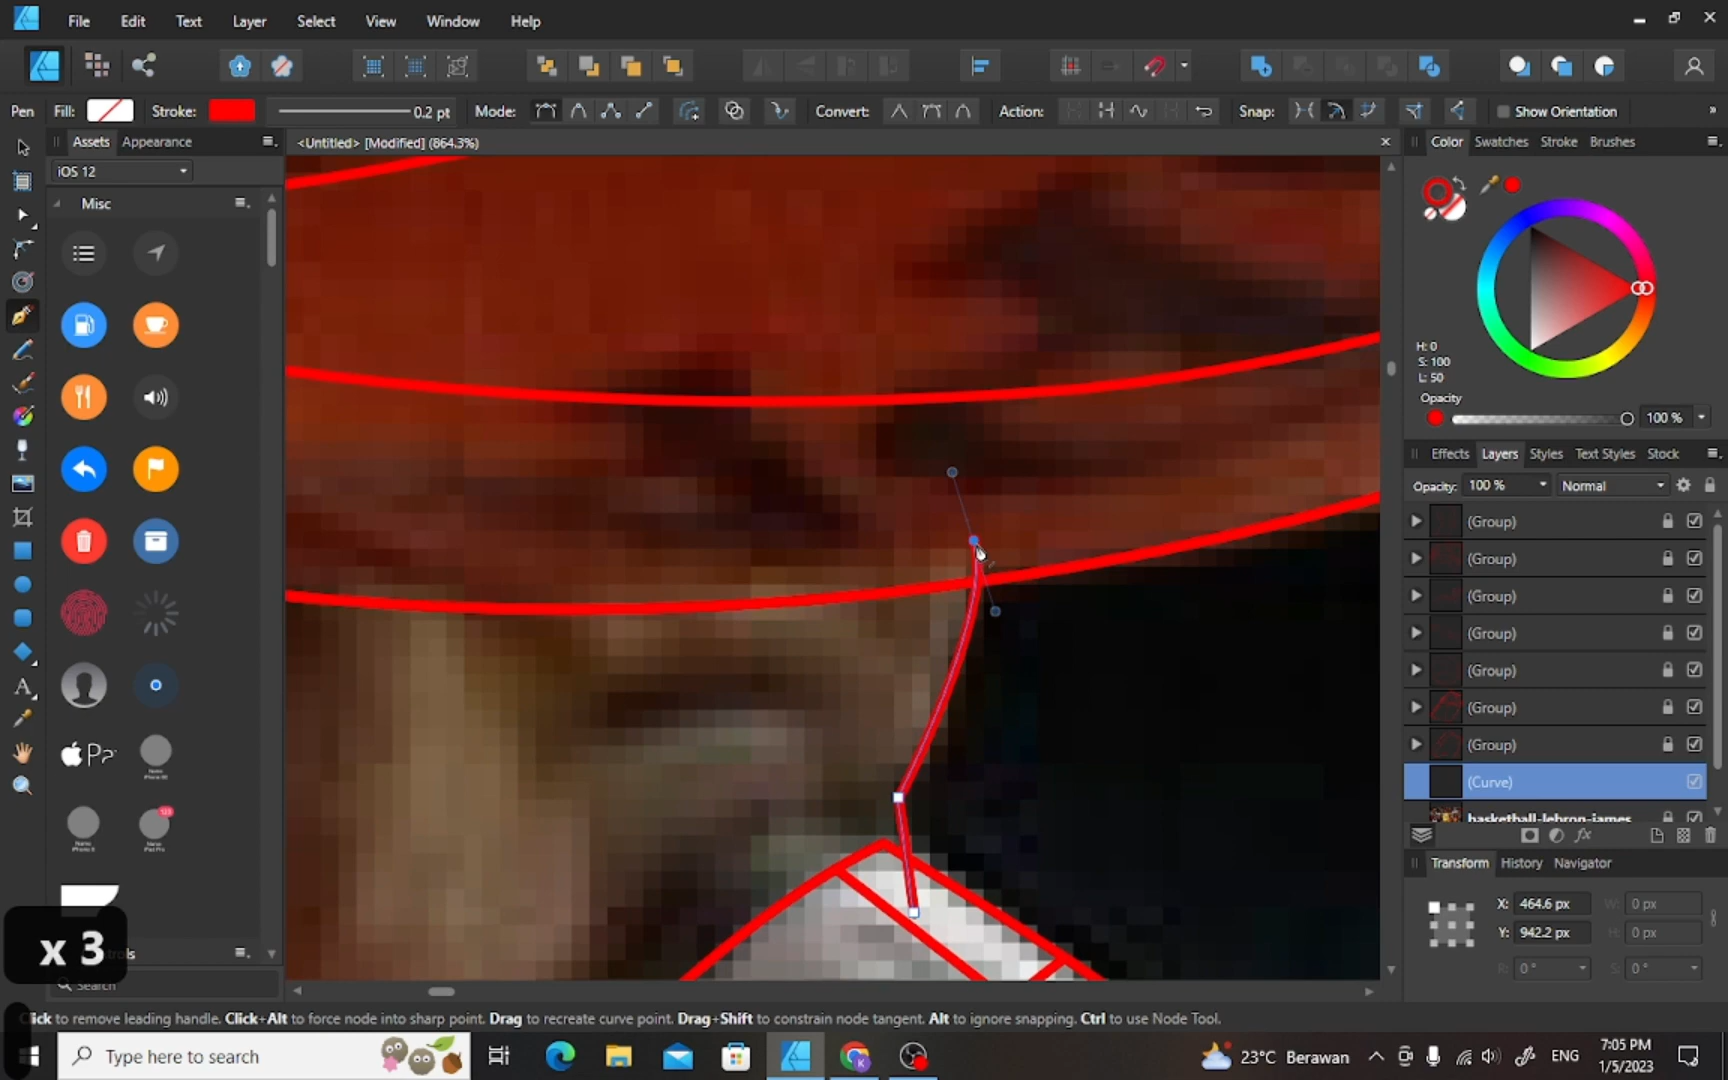 File Edit Text Layer Select View Window Help
Pen Fill: Stroke: 0.2 pt Mode: Convert: Action: Snap: Show Orientation »
Assets Appearance
<Untitled> [Modified] (864.3%)
Color Swatches Stroke Brushes
iOS 12
Misc
H: 0
S: 100
L: 50
Opacity
100 %
Effects Layers Styles Text Styles Stock
Opacity: 100 % Normal
(Group)
(Group)
(Group)
(Group)
(Group)
(Group)
(Group)
(Curve)
basketball-lebron-james
Transform History Navigator
X: 464.6 px W: 0 px
Y: 942.2 px H: 0 px
R: 0 ° S: 0 °
x 3
Search
Click to remove leading handle. Click+Alt to force node into sharp point. Drag to recreate curve point. Drag+Shift to constrain node tangent. Alt to ignore snapping. Ctrl to use Node Tool.
Type here to search
23°C Berawan
ENG
7:05 PM
1/5/2023